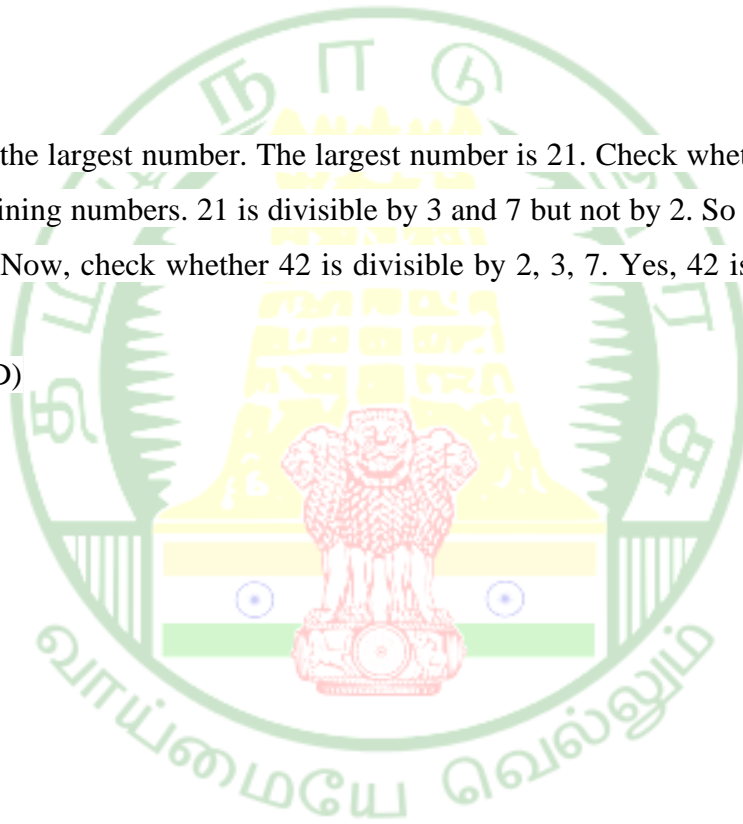 தமிழ் நாடு
the largest number. The largest number is 21. Check whet
ining numbers. 21 is divisible by 3 and 7 but not by 2. So
Now, check whether 42 is divisible by 2, 3, 7. Yes, 42 is
D)
வாய்மையே வெல்லும்